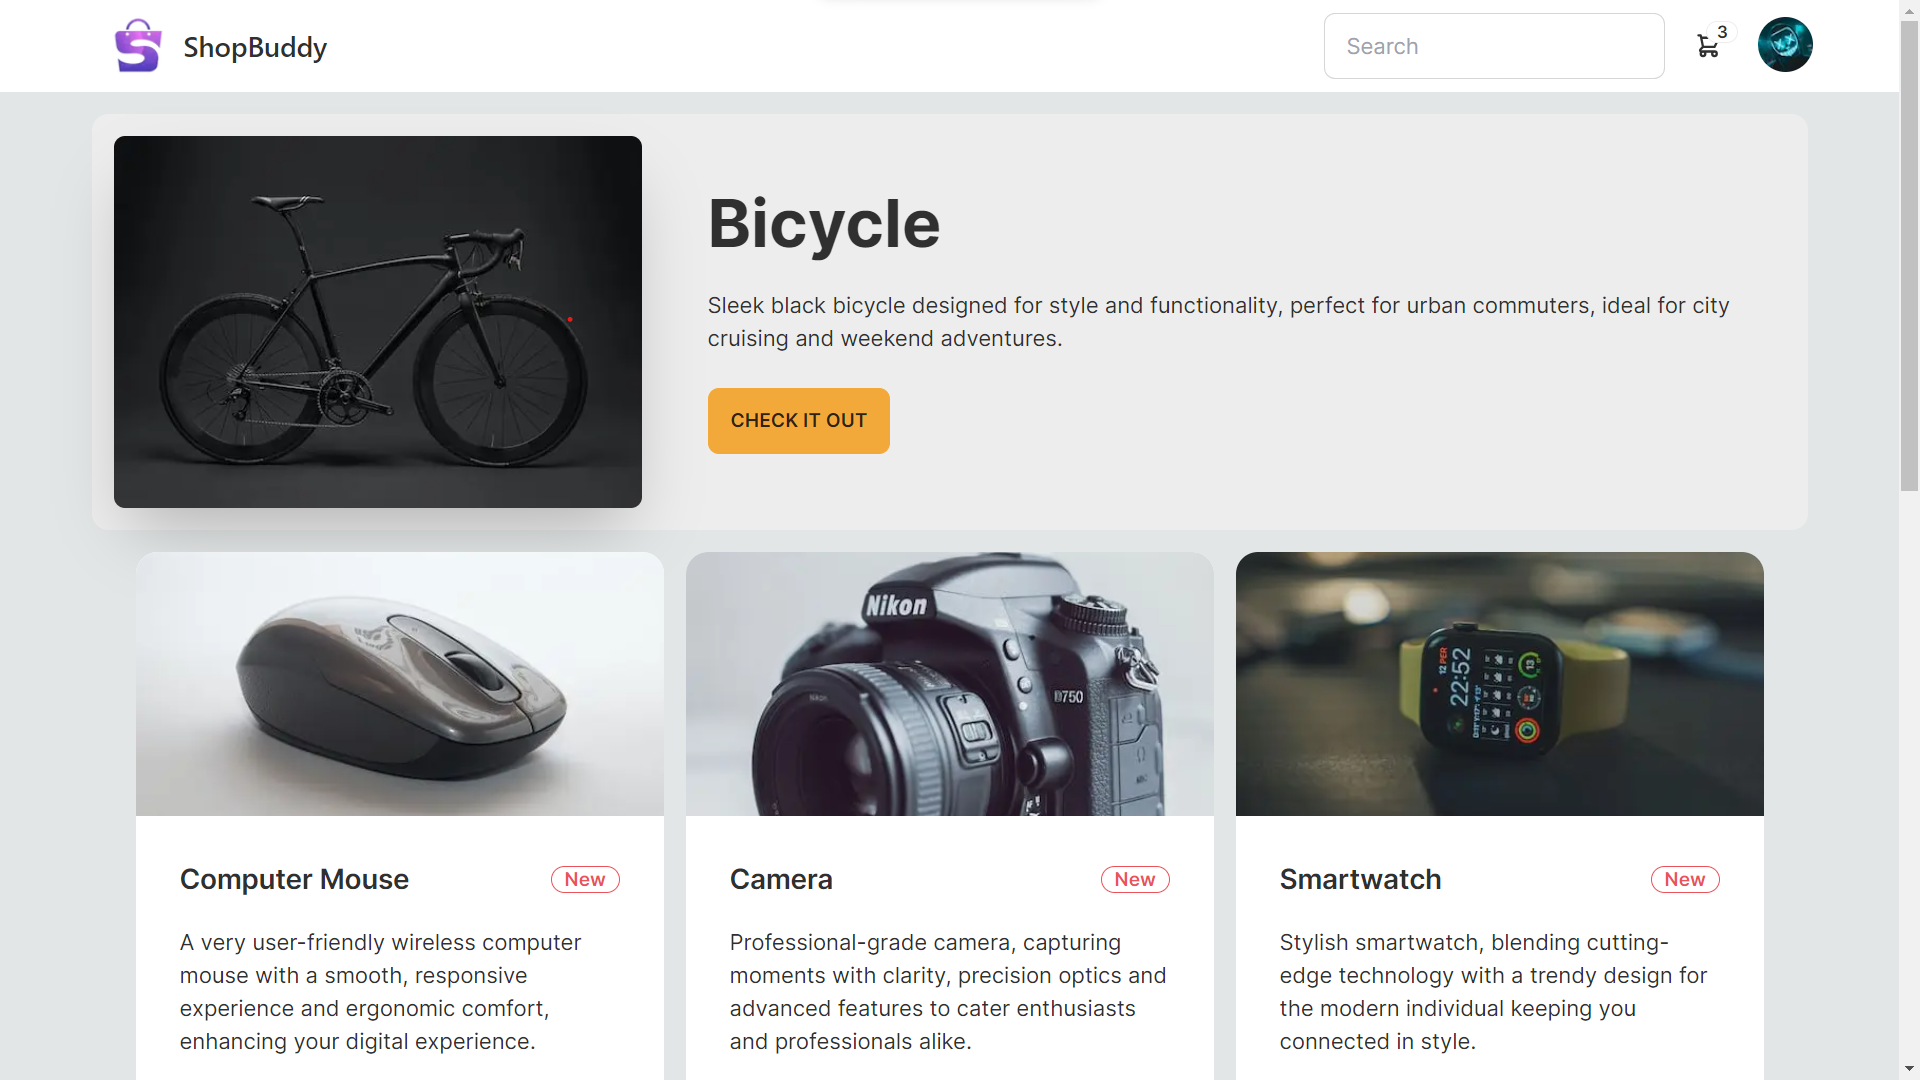 ShopBuddy
Search
3
Bicycle
Sleek black bicycle designed for style and functionality, perfect for urban commuters, ideal for city
cruising and weekend adventures.
CHECK IT OUT
Nikon
Nikon
D750
12 PER
22:52
13
Computer Mouse
New
A very user-friendly wireless computer
mouse with a smooth, responsive
experience and ergonomic comfort,
enhancing your digital experience.
Camera
New
Professional-grade camera, capturing
moments with clarity, precision optics and
advanced features to cater enthusiasts
and professionals alike.
Smartwatch
New
Stylish smartwatch, blending cutting-
edge technology with a trendy design for
the modern individual keeping you
connected in style.